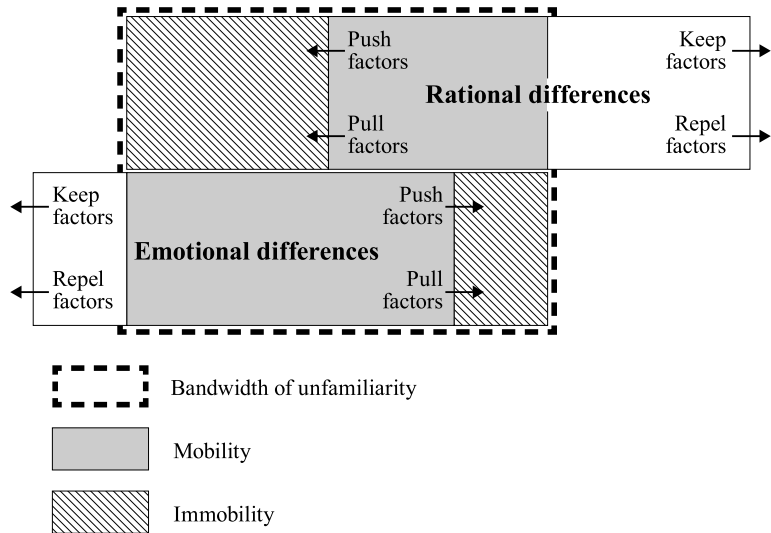 Push
factors
Keep
factors
Rational differences
Pull
factors
Repel
factors
Keep
factors
Push
factors
Emotional differences
Repel
factors
Pull
factors
Bandwidth of unfamiliarity
Mobility
Immobility